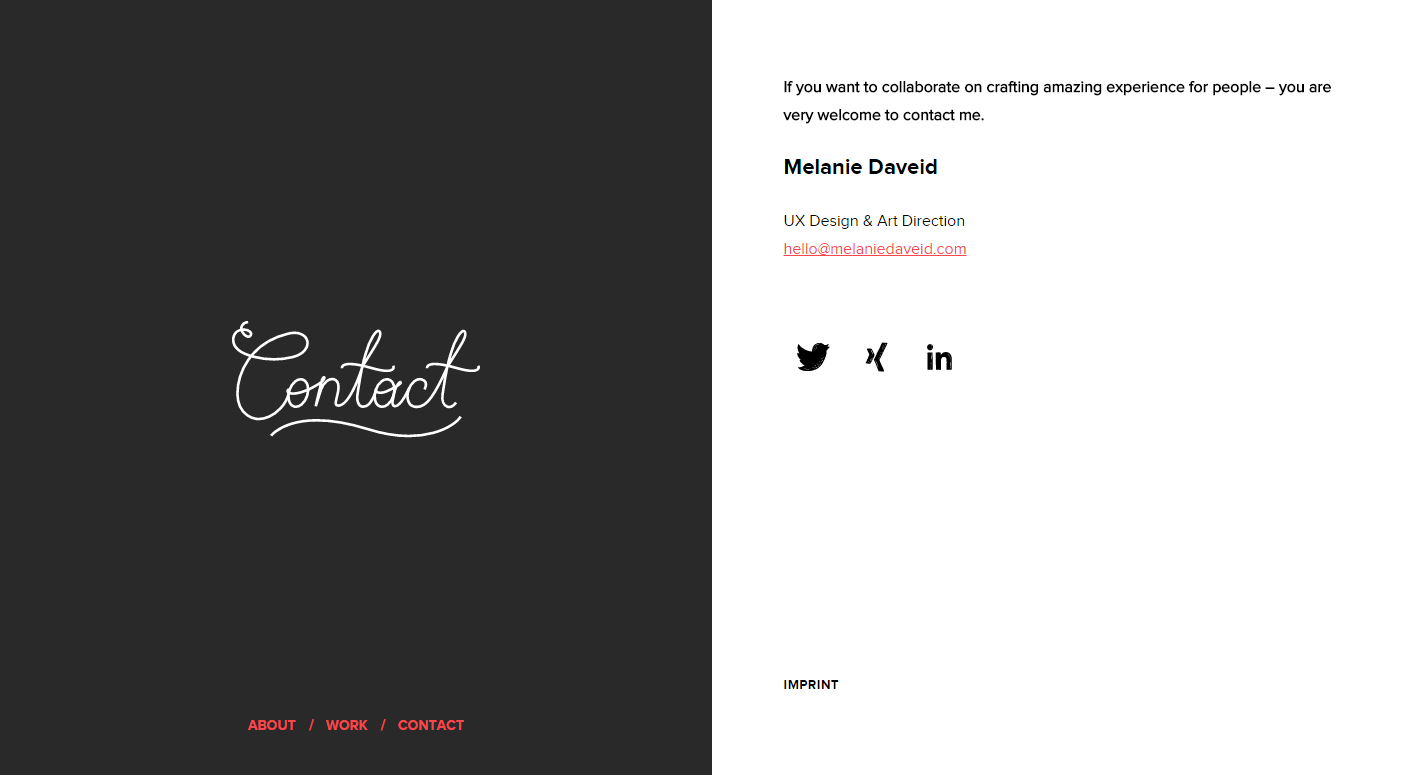 Contact
ABOUT / WORK / CONTACT
If you want to collaborate on crafting amazing experience for people – you are
very welcome to contact me.
Melanie Daveid
UX Design & Art Direction
hello@melaniedaveid.com
in
IMPRINT